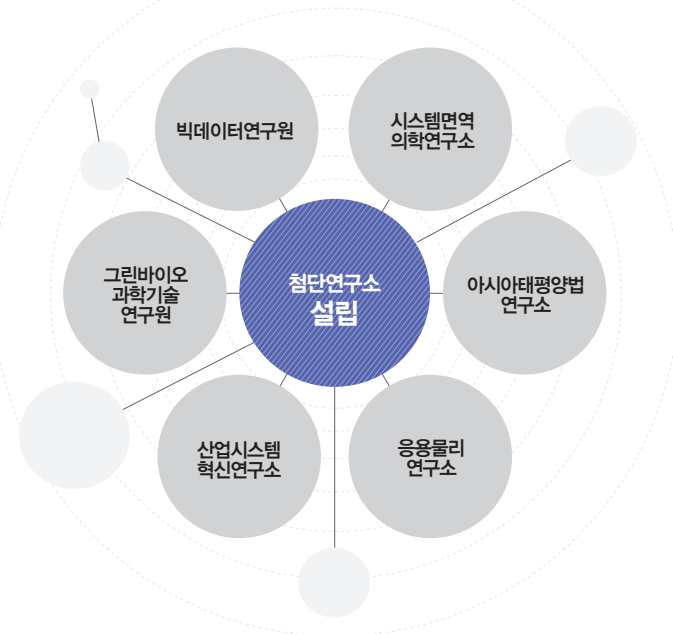 빅데이터연구원
시스템면역
의학연구소
그린바이오
과학기술
연구원
첨단연구소
설립
아시아태평양법
연구소
산업시스템
혁신연구소
응용물리
연구소